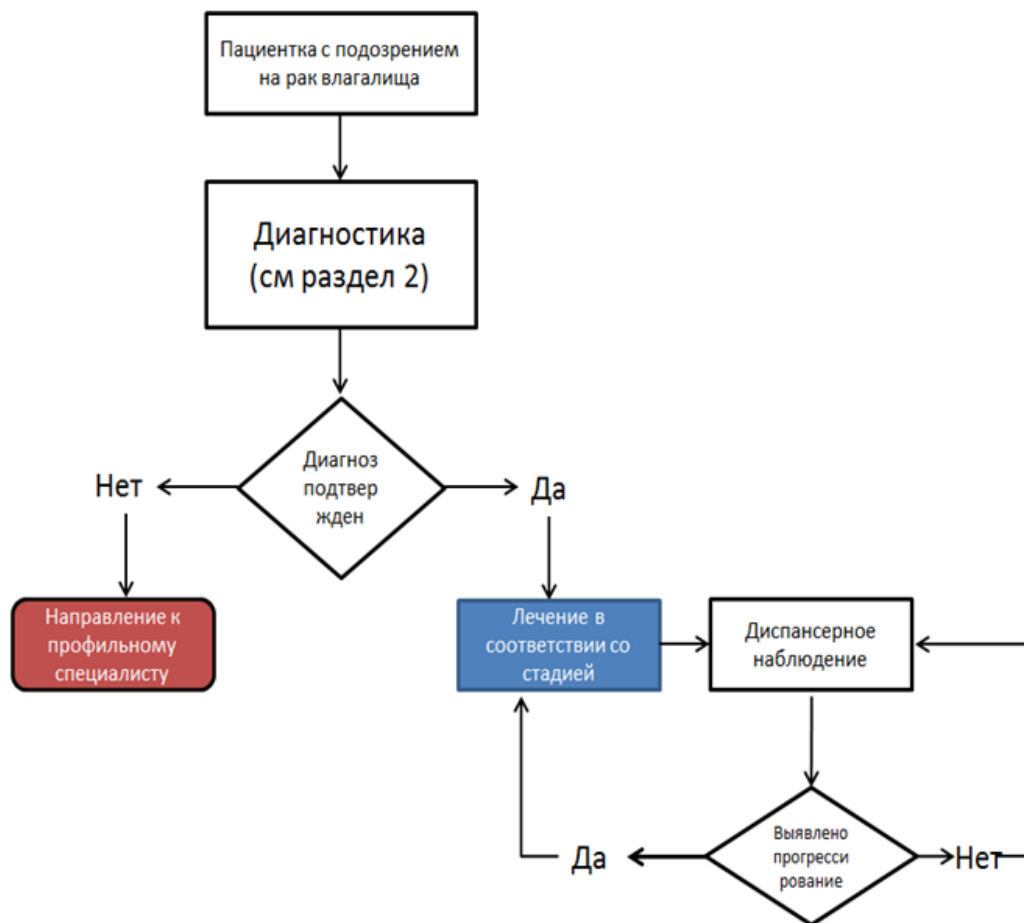 Пациентка с подозрением
на рак влагалища
Диагностика
(см раздел 2)
Диагноз
подтвер
жден
Нет
Да
Направление к
профильному
специалисту
Лечение в
соответствии со
стадией
Диспансерное
наблюдение
Выявлено
прогресси
рование
Да
Нет